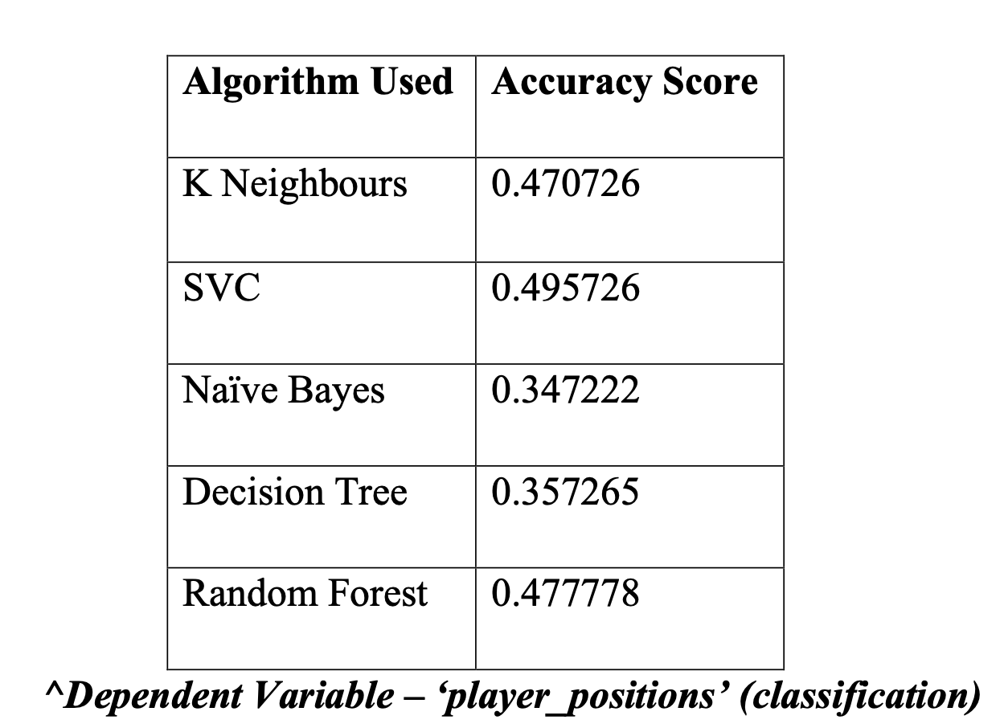 Algorithm Used Accuracy Score
K Neighbours 0.470726
SVC 0.495726
Naïve Bayes 0.347222
Decision Tree 0.357265
Random Forest 0.477778
^Dependent Variable – ‘player_positions’ (classification)